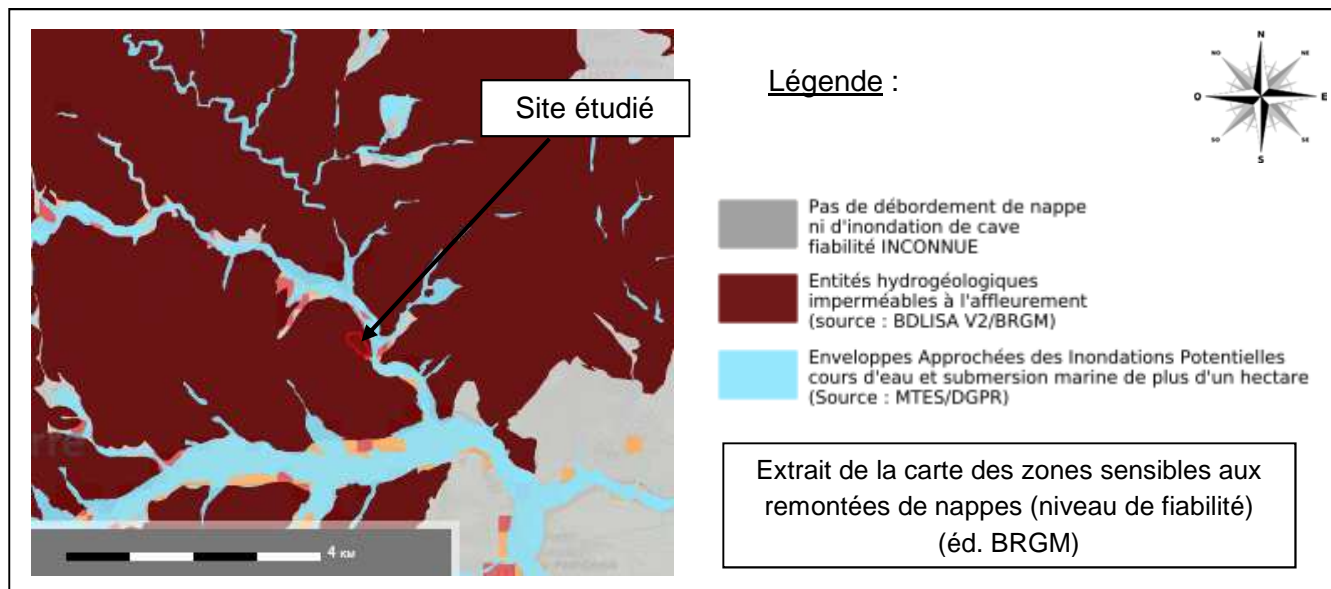 Site étudié
Légende :
N
NO
NE
O
E
SO
SE
S
Pas de débordement de nappe
ni d'inondation de cave
fiabilité INCONNUE
Entités hydrogéologiques
imperméables à l'affleurement
(source : BDLISA V2/BRGM)
Enveloppes Approchées des Inondations Potentielles
cours d'eau et submersion marine de plus d'un hectare
(Source : MTES/DGPR)
4 KM
Extrait de la carte des zones sensibles aux
remontées de nappes (niveau de fiabilité)
(éd. BRGM)